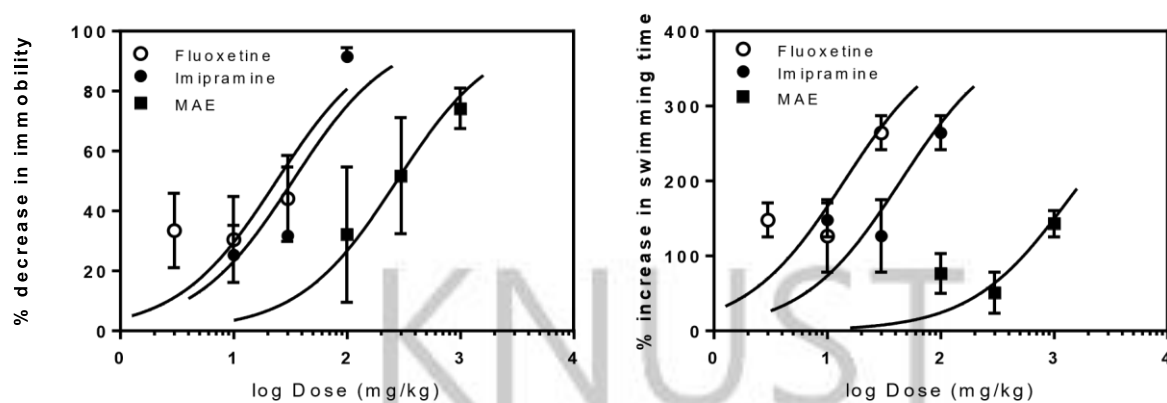 % decrease in immobility
100
80
60
40
20
0
Fluoxetine
Imipramine
MAE
0 1 2 3 4
log Dose (mg/kg)
% increase in swimming time
400
300
200
100
0
Fluoxetine
Imipramine
MAE
0 1 2 3 4
log Dose (mg/kg)
KNUST